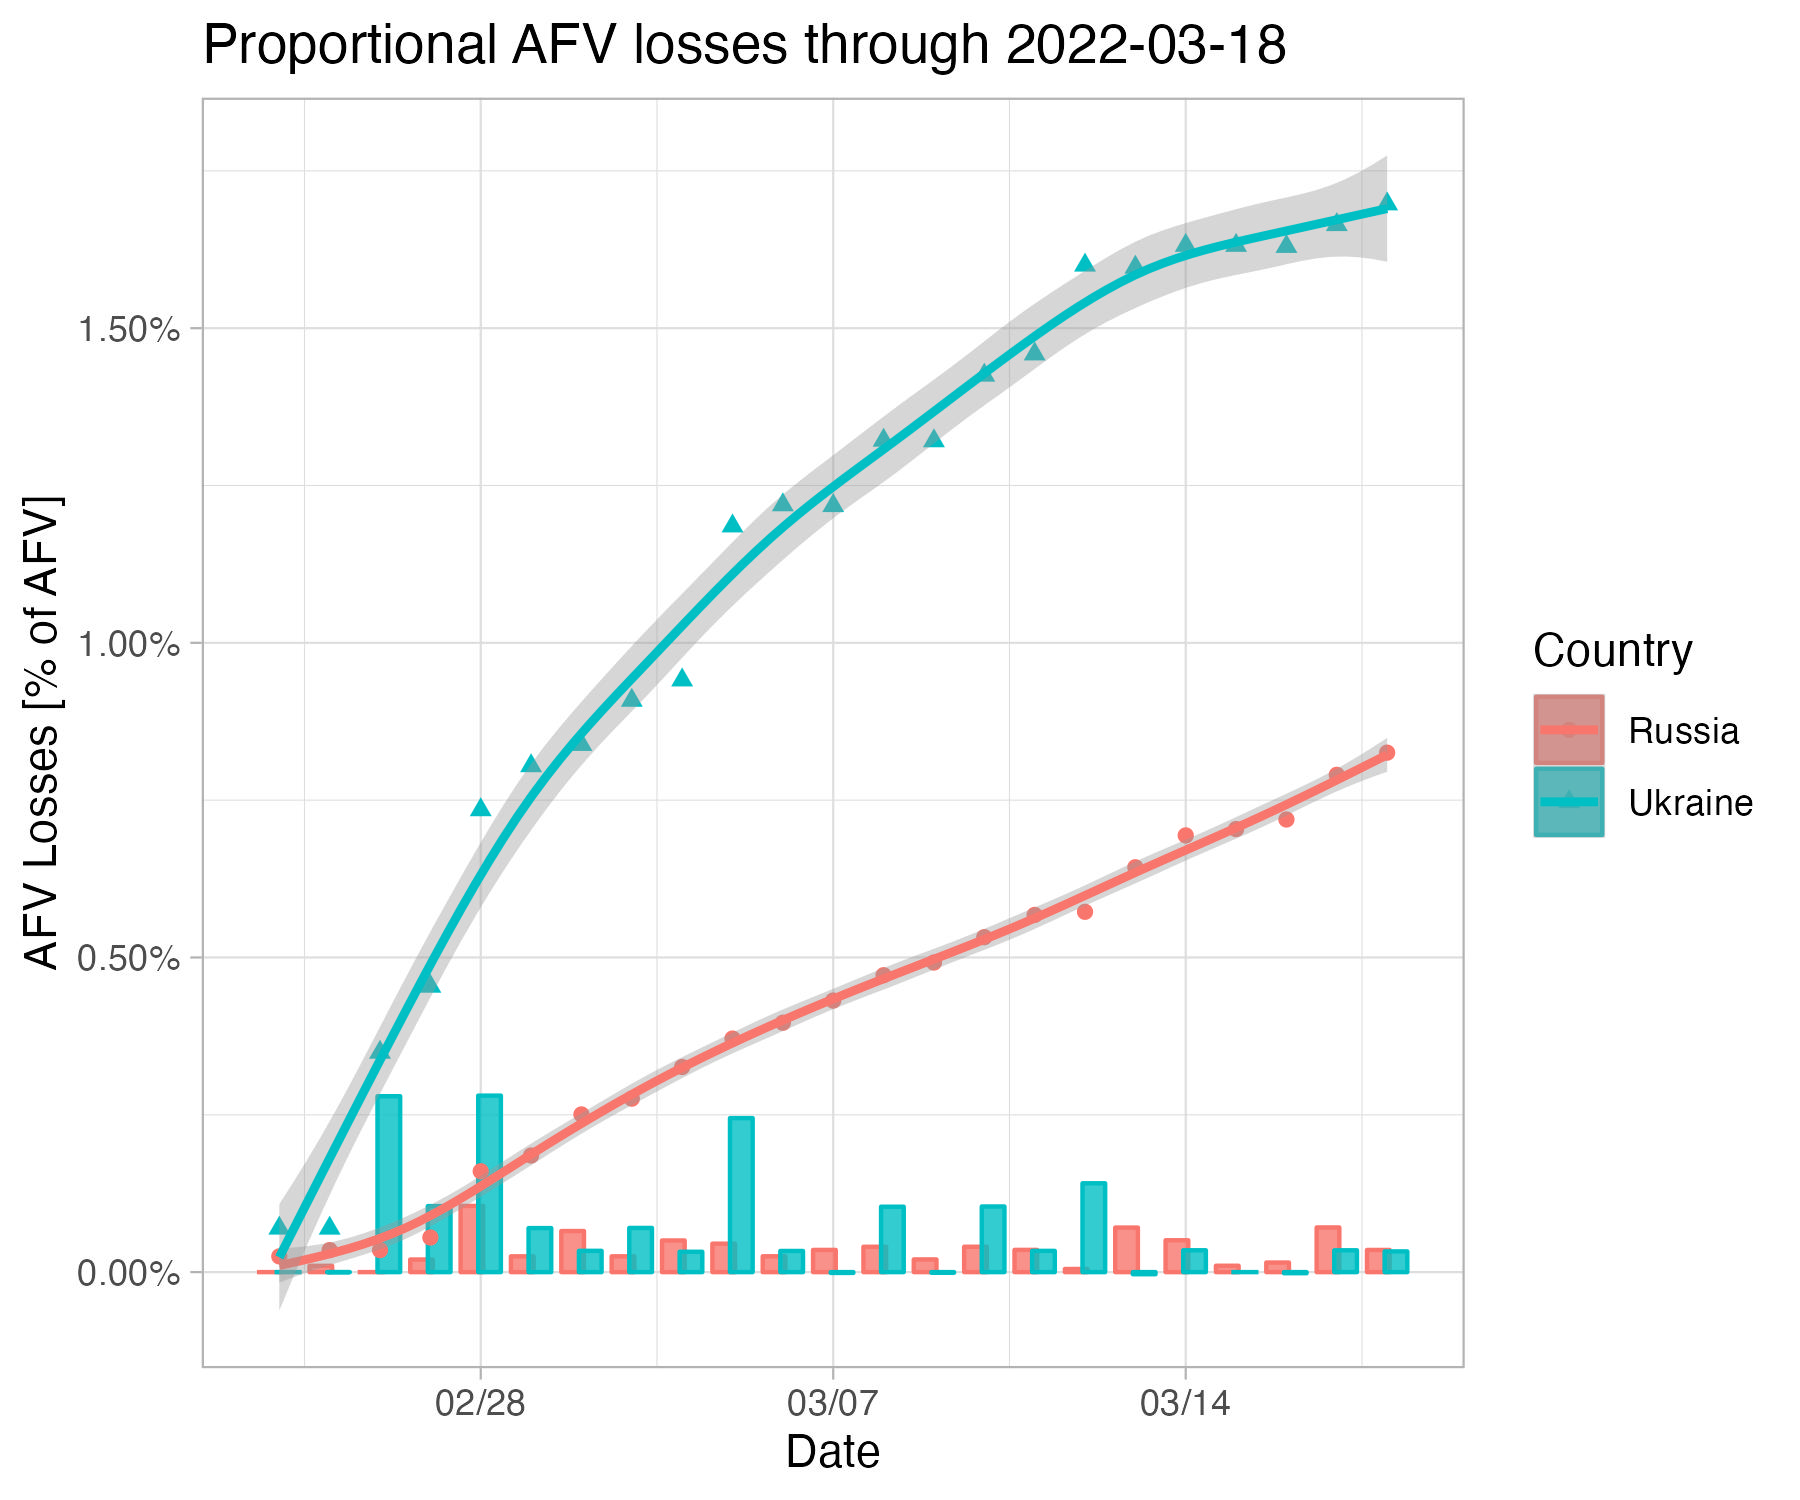 Proportional AFV losses through 2022-03-18
AFV Losses [% of AFV]
1.50%
1.00%
0.50%
0.00%
02/28
03/07
03/14
Date
Country
Russia
Ukraine